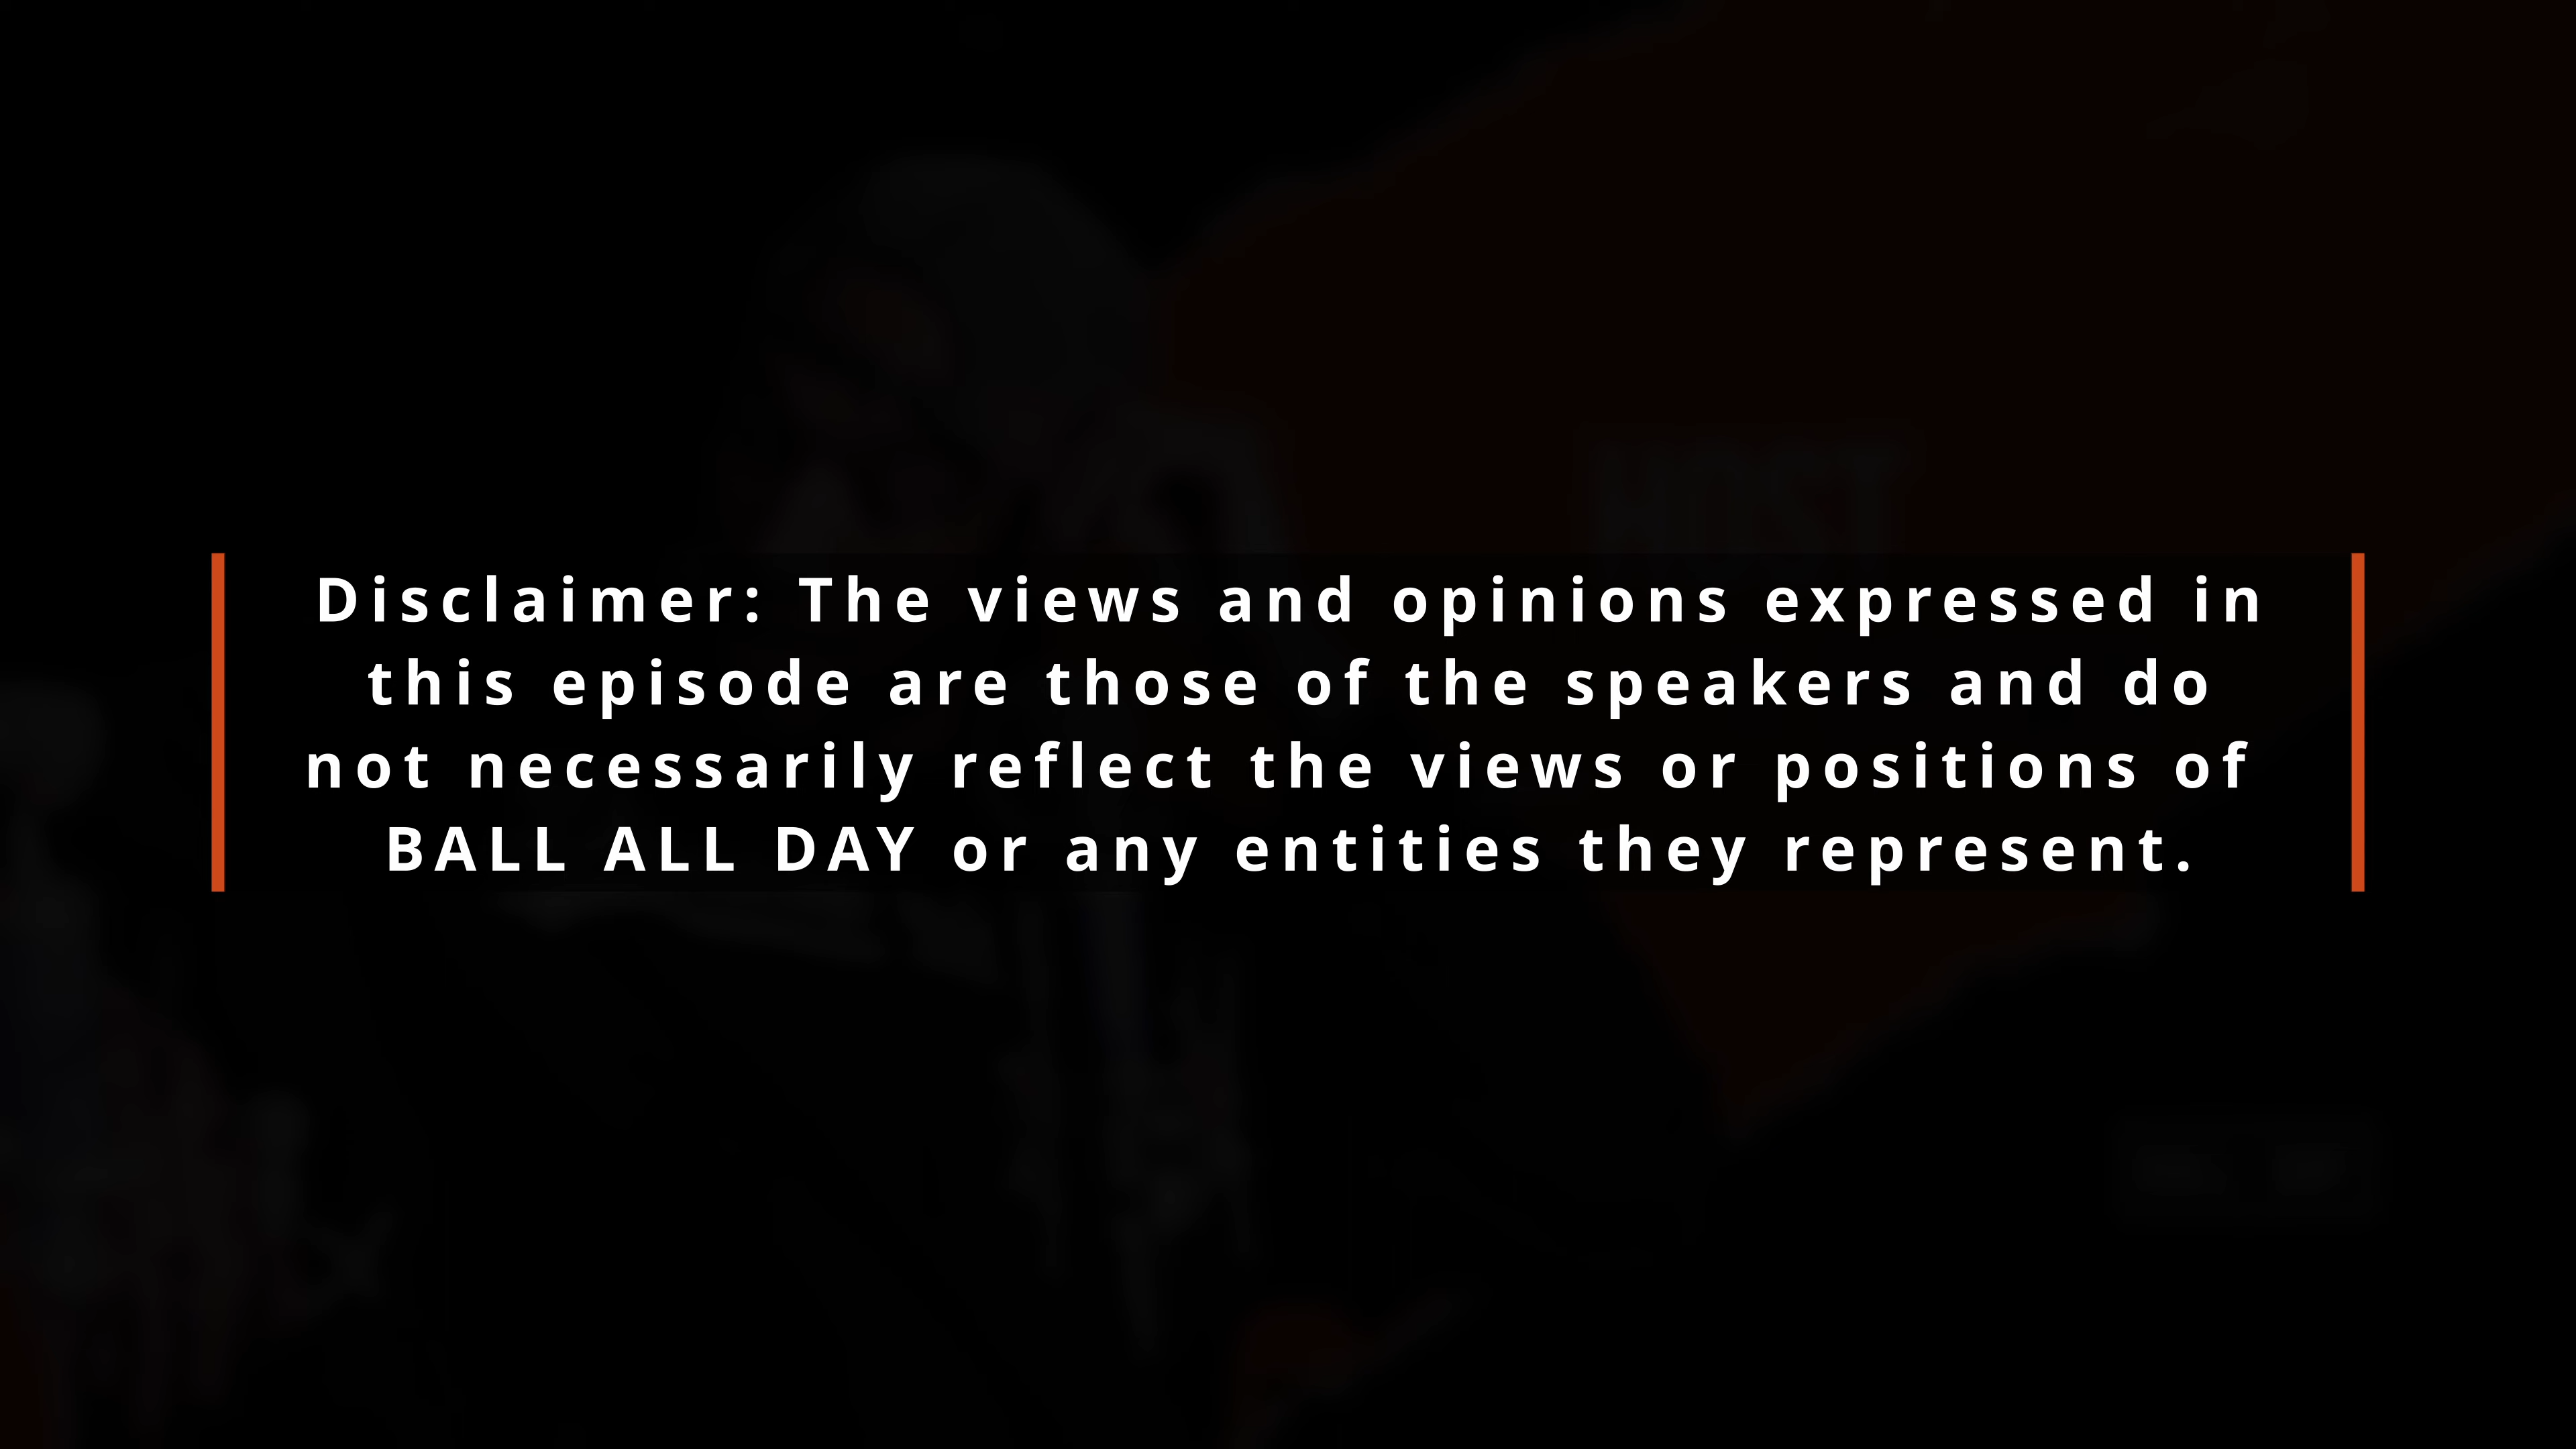 HOST
Disclaimer: The views and opinions expressed in
this episode are those of the speakers and do
not necessarily reflect the views or positions of
BALL ALL DAY or any entities they represent.